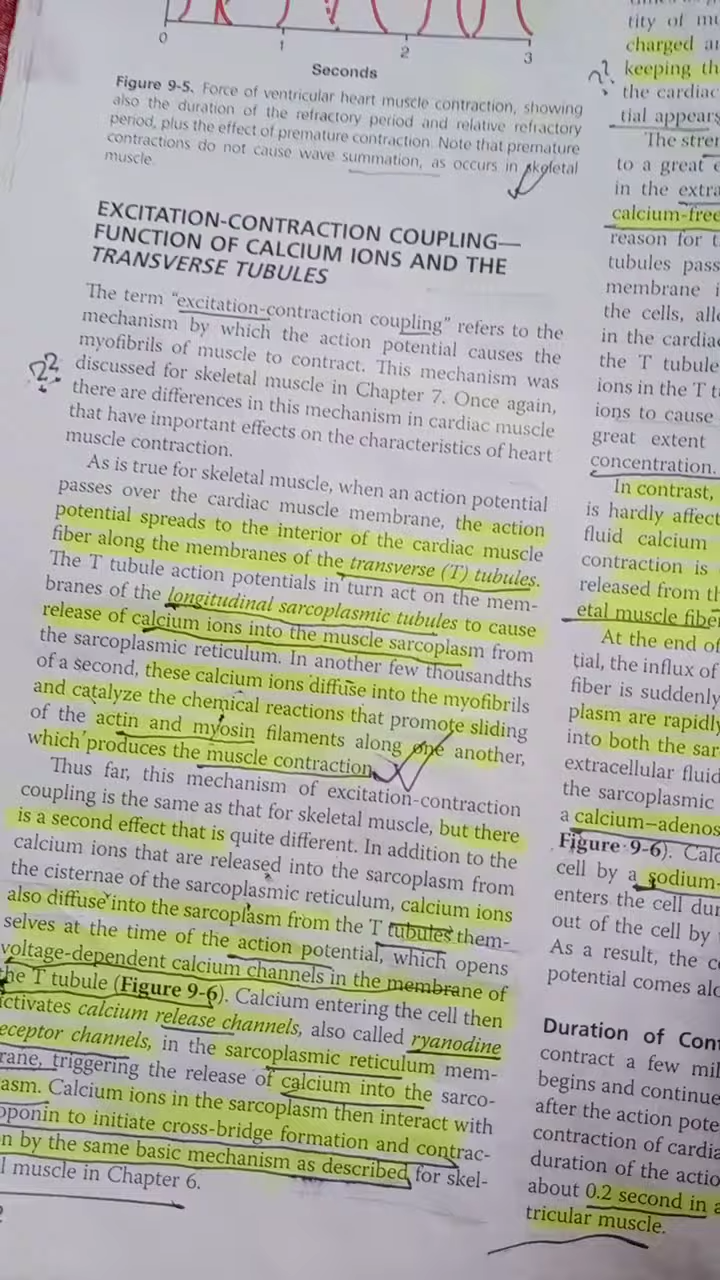 0 1 2 3
Seconds
Figure 9-5. Force of ventricular heart muscle contraction, showing
also the duration of the refractory period and relative refractory
period, plus the effect of premature contraction. Note that premature
contractions do not cause wave summation, as occurs in skeletal
muscle.
EXCITATION-CONTRACTION COUPLING—
FUNCTION OF CALCIUM IONS AND THE
TRANSVERSE TUBULES
The term “excitation-contraction coupling” refers to the
mechanism by which the action potential causes the
myofibrils of muscle to contract. This mechanism was
discussed for skeletal muscle in Chapter 7. Once again,
there are differences in this mechanism in cardiac muscle
that have important effects on the characteristics of heart
muscle contraction.
As is true for skeletal muscle, when an action potential
passes over the cardiac muscle membrane, the action
potential spreads to the interior of the cardiac muscle
fiber along the membranes of the transverse (T) tubules.
The T tubule action potentials in turn act on the mem-
branes of the longitudinal sarcoplasmic tubules to cause
release of calcium ions into the muscle sarcoplasm from
the sarcoplasmic reticulum. In another few thousandths
of a second, these calcium ions diffuse into the myofibrils
and catalyze the chemical reactions that promote sliding
of the actin and myosin filaments along one another,
which produces the muscle contraction.
Thus far, this mechanism of excitation-contraction
coupling is the same as that for skeletal muscle, but there
is a second effect that is quite different. In addition to the
calcium ions that are released into the sarcoplasm from
the cisternae of the sarcoplasmic reticulum, calcium ions
also diffuse into the sarcoplasm from the T tubules them-
selves at the time of the action potential, which opens
voltage-dependent calcium channels in the membrane of
the T tubule (Figure 9-6). Calcium entering the cell then
ctivates calcium release channels, also called ryanodine
eceptor channels, in the sarcoplasmic reticulum mem-
rane, triggering the release of calcium into the sarco-
asm. Calcium ions in the sarcoplasm then interact with
oponin to initiate cross-bridge formation and contrac-
n by the same basic mechanism as described for skel-
l muscle in Chapter 6.
tity of mu
charged an
keeping th
the cardiac
tial appears
The stren
to a great e
in the extra
calcium-free
reason for t
tubules pass
membrane i
the cells, all
in the cardia
the T tubule
ions in the T t
ions to cause
great extent
concentration.
In contrast,
is hardly affect
fluid calcium
contraction is
released from th
etal muscle fiber
At the end of
tial, the influx of
fiber is suddenly
plasm are rapidly
into both the sar
extracellular fluid
the sarcoplasmic
a calcium–adenos
Figure 9-6). Calc
cell by a sodium-
enters the cell dur
out of the cell by
As a result, the c
potential comes alo
Duration of Cont
contract a few mil
begins and continue
after the action pote
contraction of cardia
duration of the actio
about 0.2 second in a
tricular muscle.